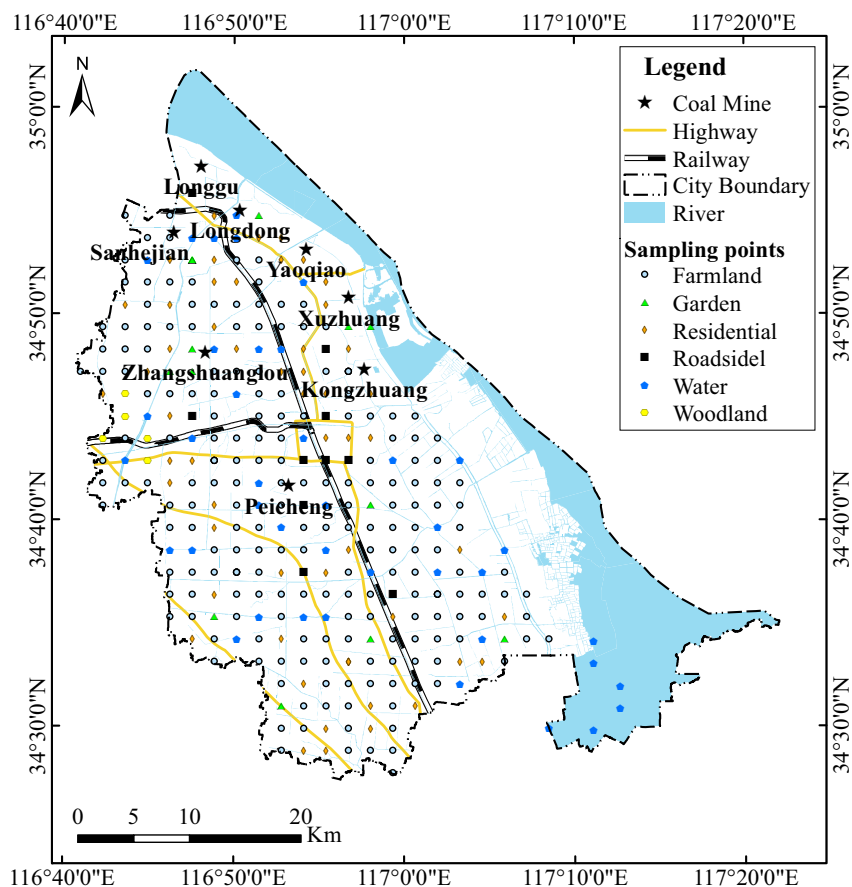 116°40'0"E 116°50'0"E 117°0'0"E 117°10'0"E 117°20'0"E
N
35°0'0"N
35°0'0"N
34°50'0"N
34°50'0"N
34°40'0"N
34°40'0"N
34°30'0"N
34°30'0"N
Legend
Coal Mine
Highway
Railway
City Boundary
River
Sampling points
Farmland
Garden
Residential
Roadsidel
Water
Woodland
Longgu
Longdong
Sanhejian
Yaoqiao
Xuzhuang
Zhangshuanglou
Kongzhuang
Peicheng
0 5 10 20
Km
116°40'0"E 116°50'0"E 117°0'0"E 117°10'0"E 117°20'0"E